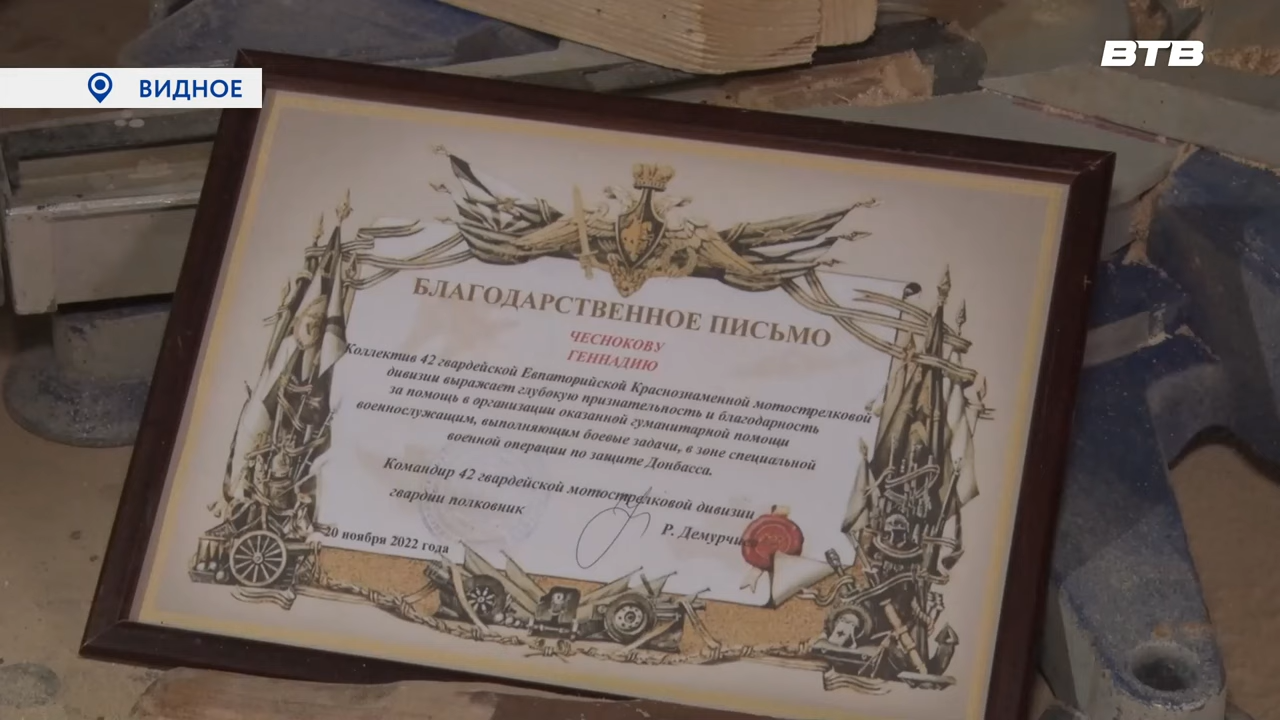 ВИДНОЕ
ВТВ
БЛАГОДАРСТВЕННОЕ ПИСЬМО
ЧЕСНОКОВУ
ГЕННАДИЮ
Коллектив 42 гвардейской Евпаторийской Краснознаменной мотострелковой
дивизии выражает глубокую признательность и благодарность
за помощь в организации оказанной гуманитарной помощи
военнослужащим, выполняющим боевые задачи, в зоне специальной
военной операции по защите Донбасса.
Командир 42 гвардейской мотострелковой дивизии
гвардии полковник
Р.
20 ноября 2022 года